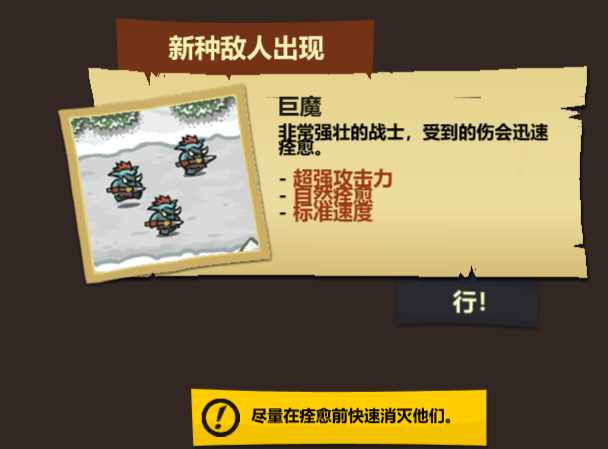 新种敌人出现
巨魔
非常强壮的战士，受到的伤会迅速
痊愈。
- 超强攻击力
- 自然痊愈
- 标准速度
行!
尽量在痊愈前快速消灭他们。